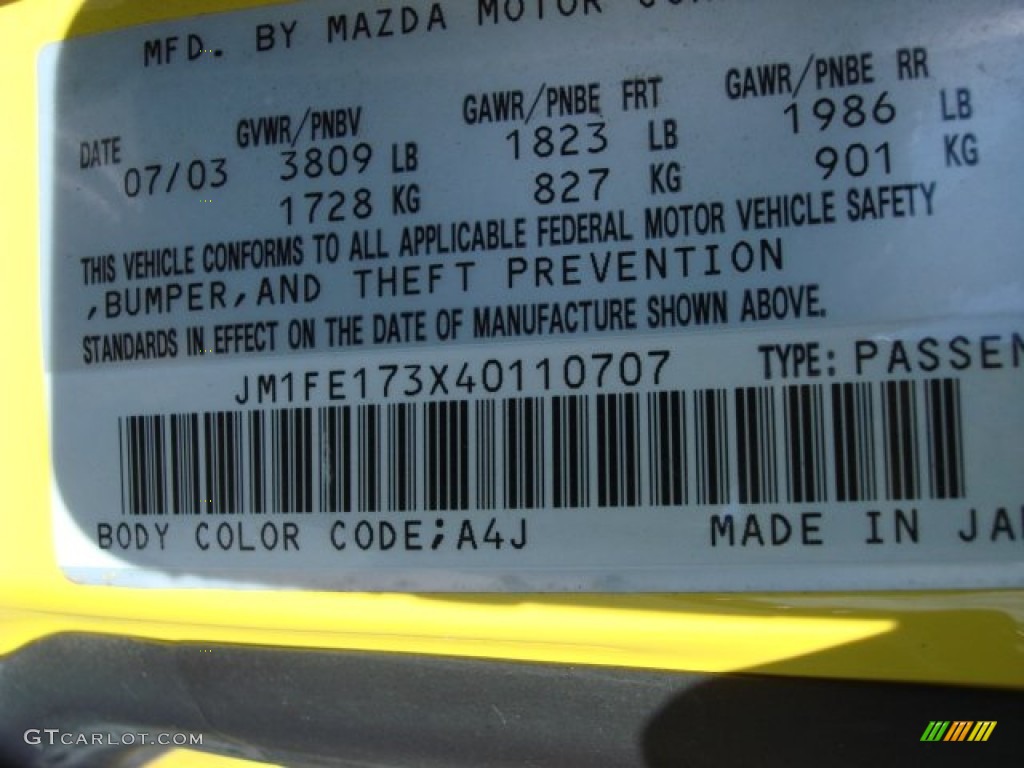 MFD. BY MAZDA MOTOR
DATE GVWR/PNBV GAWR/PNBE FRT GAWR/PNBE RR
07/03 3809 LB 1823 LB 1986 LB
1728 KG 827 KG 901 KG
THIS VEHICLE CONFORMS TO ALL APPLICABLE FEDERAL MOTOR VEHICLE SAFETY
,BUMPER,AND THEFT PREVENTION
STANDARDS IN EFFECT ON THE DATE OF MANUFACTURE SHOWN ABOVE.
JM1FE173X40110707 TYPE: PASSEN
BODY COLOR CODE;A4J MADE IN JA
GTCARLOT.COM